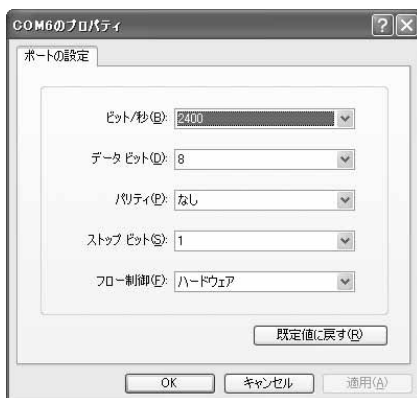 COM6のプロパティ
ポートの設定
ビット/秒(B): 2400
データ ビット(D): 8
パリティ(P): なし
ストップ ビット(S): 1
フロー制御(F): ハードウェア
既定値に戻す(R)
OK キャンセル 適用(A)